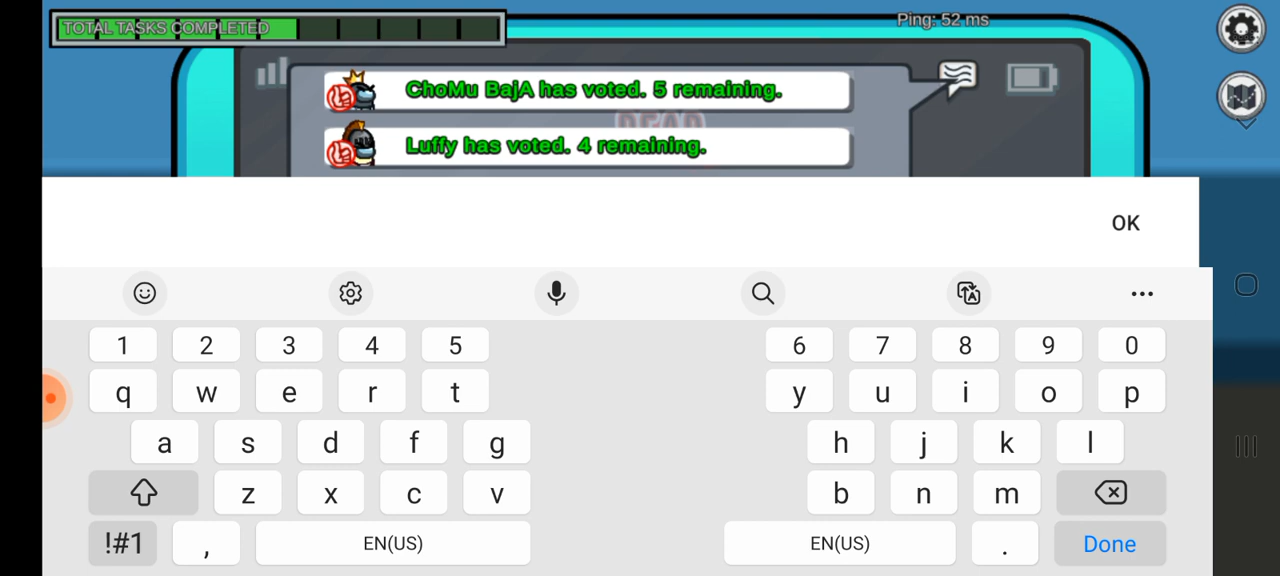 TOTAL TASKS COMPLETED
Ping: 52 ms
ChoMu BajA has voted. 5 remaining.
DEAD
Luffy has voted. 4 remaining.
OK
1 2 3 4 5 6 7 8 9 0
q w e r t y u i o p
a s d f g h j k l
z x c v b n m
!#1 , EN(US) EN(US) . Done